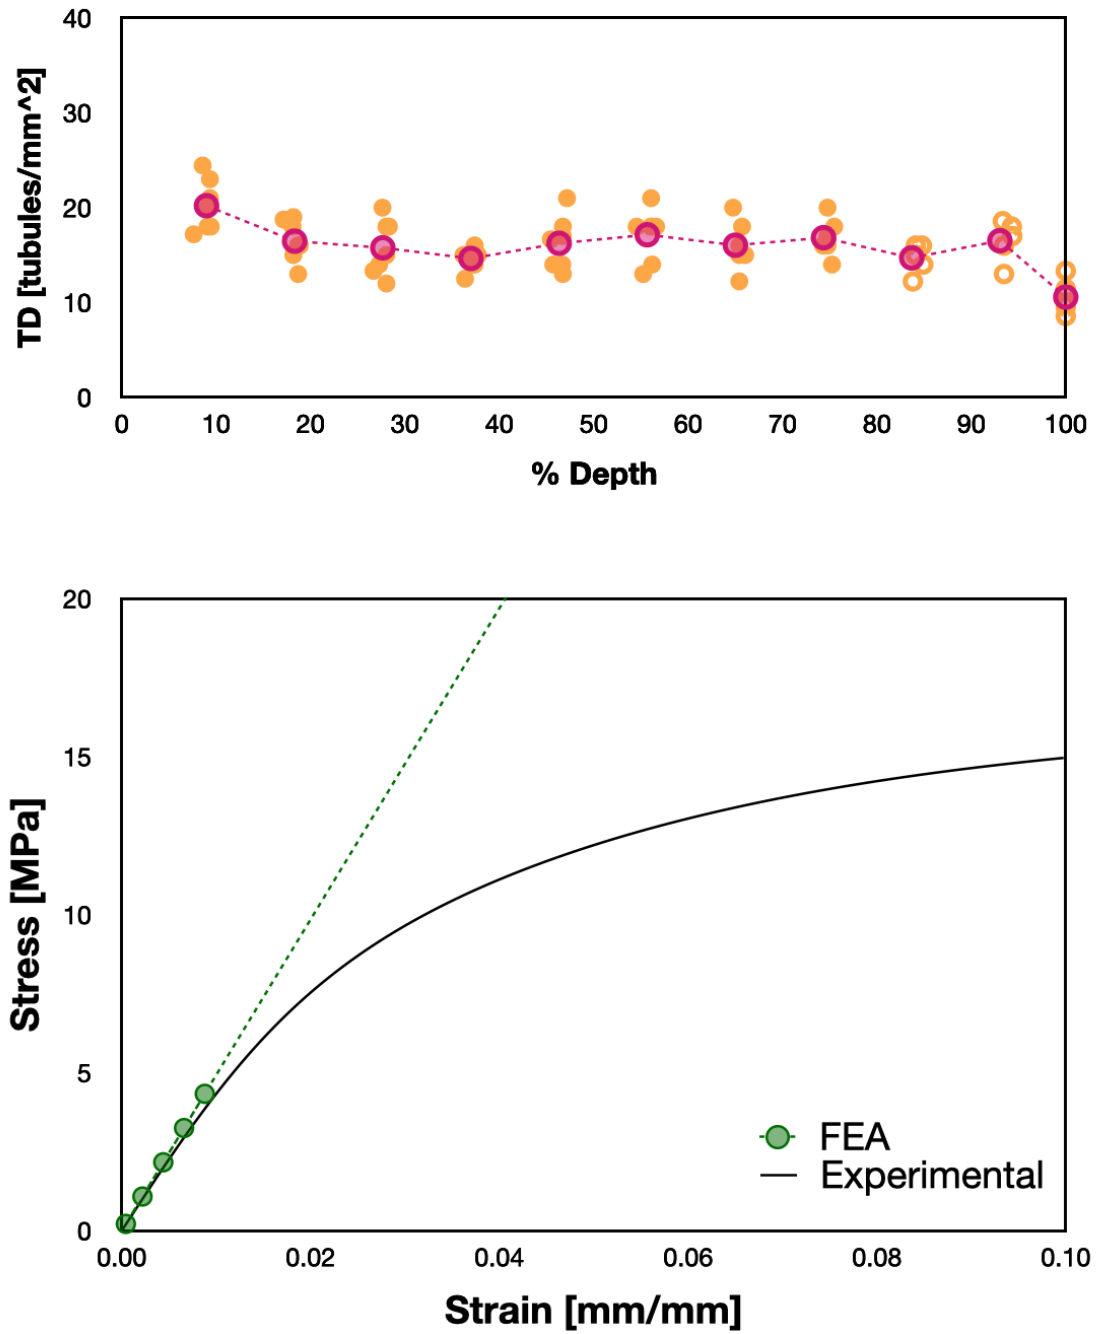 40
30
20
10
0
TD [tubules/mm^2]
0 10 20 30 40 50 60 70 80 90 100
% Depth
20
15
10
5
0
Stress [MPa]
FEA
Experimental
0.00 0.02 0.04 0.06 0.08 0.10
Strain [mm/mm]